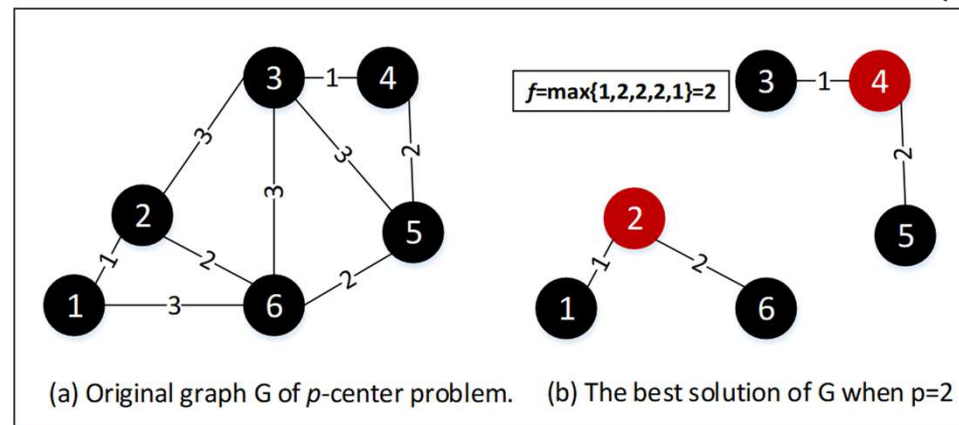 3 1 4
f=max{1,2,2,2,1}=2
3 1 4
3 3 2
2
3
2
5
5
2
2
1 2
1 2
1 3 6
1 6
(a) Original graph G of p-center problem.
(b) The best solution of G when p=2